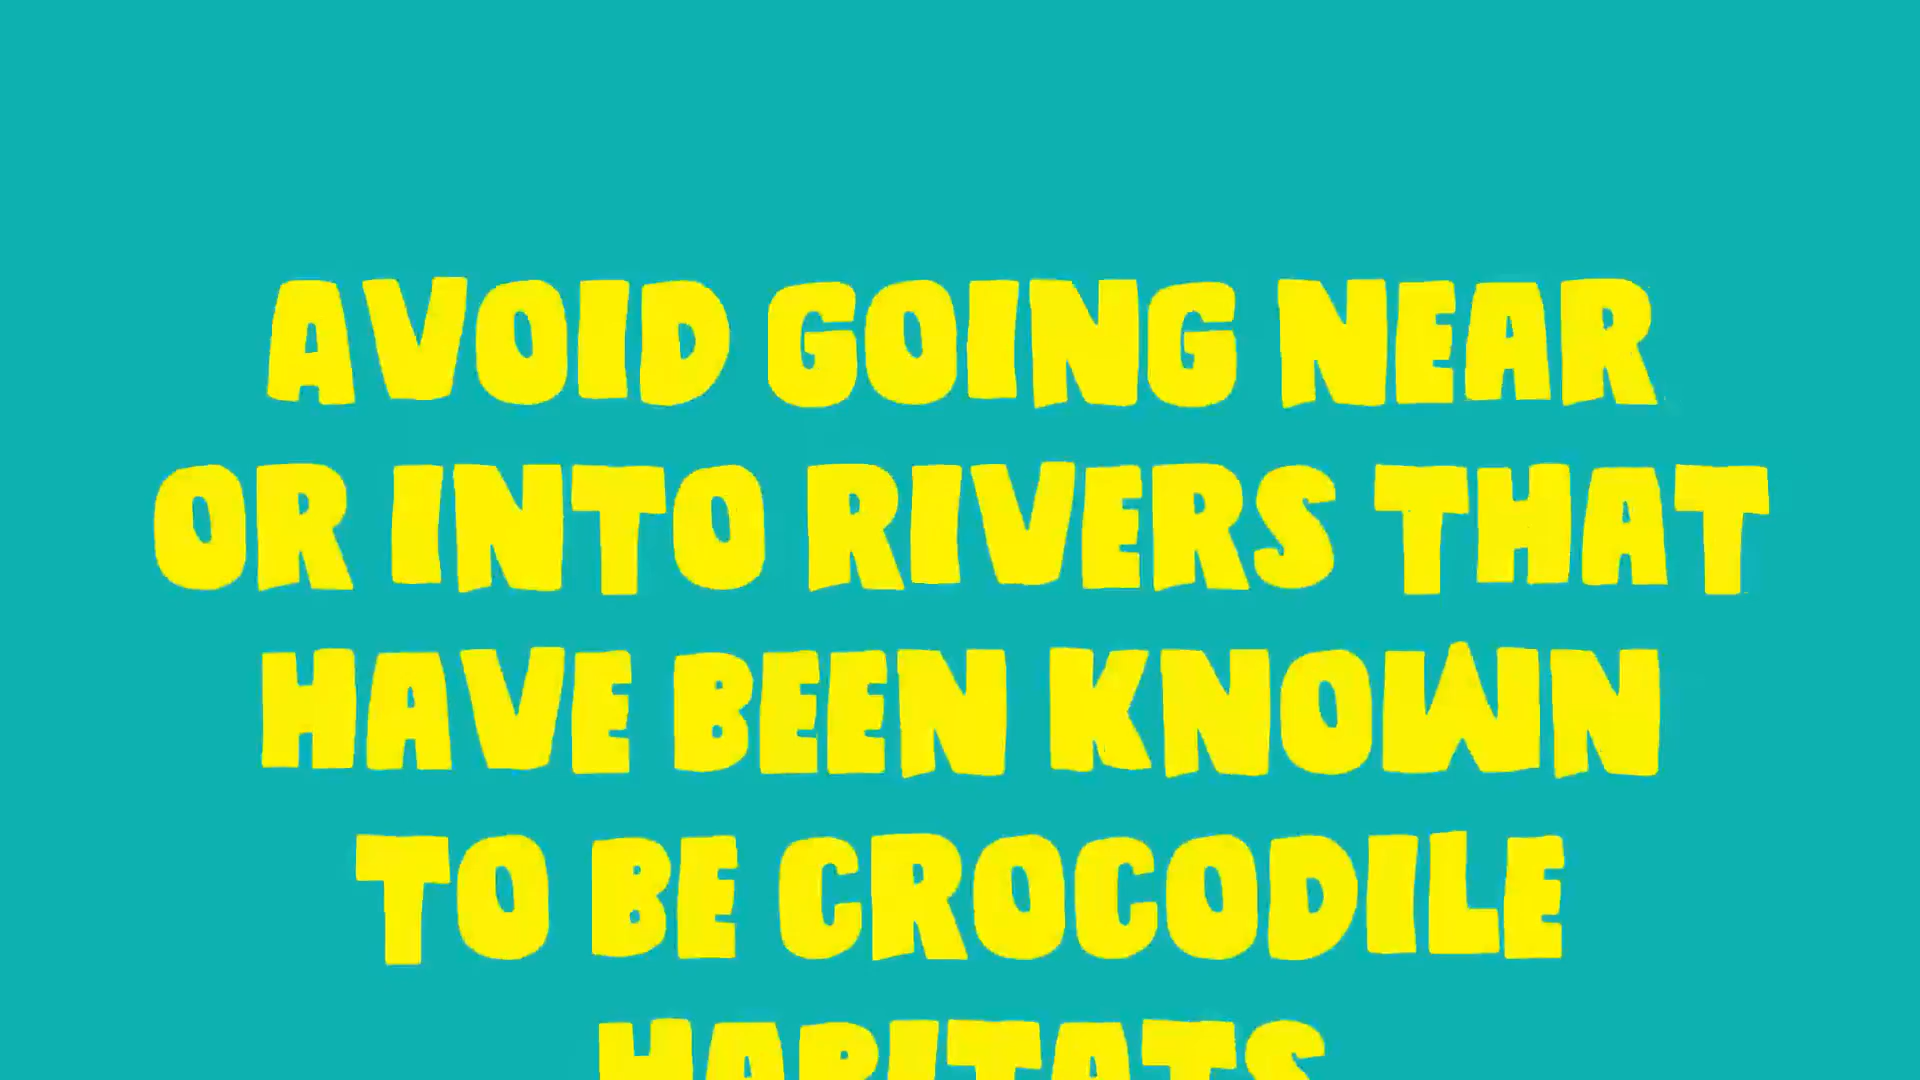 AVOID GOING NEAR
OR INTO RIVERS THAT
HAVE BEEN KNOWN
TO BE CROCODILE
HABITATS